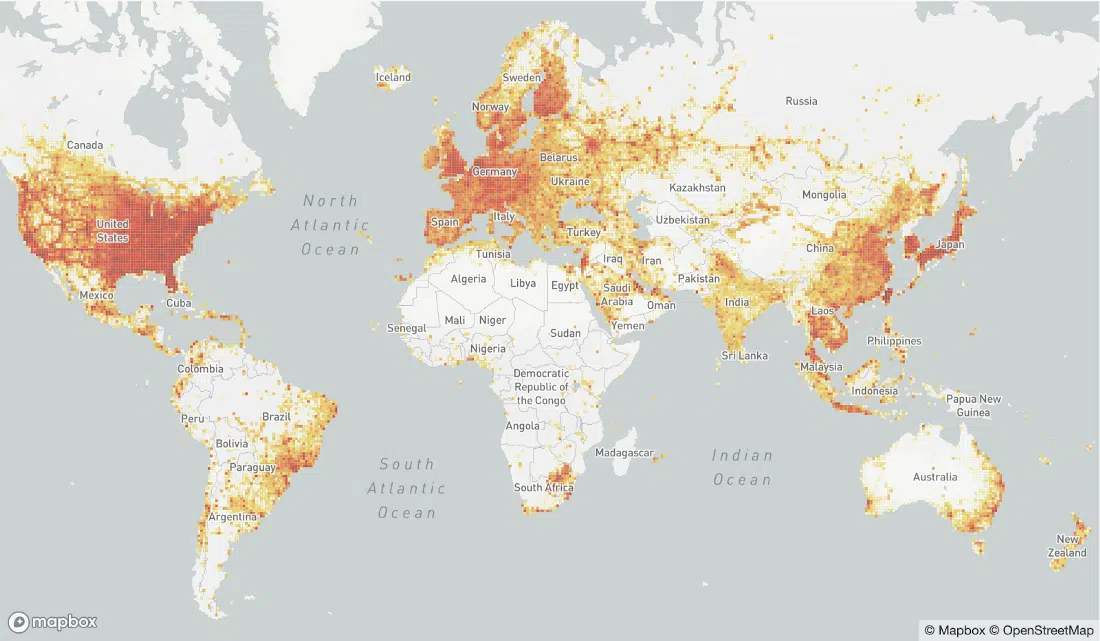 Iceland
Sweden
Norway
Russia
Canada
Belarus
Germany
Ukraine
Kazakhstan
Mongolia
North
Atlantic
Ocean
United
States
Spain
Italy
Uzbekistan
Turkey
China
Japan
Tunisia
Iraq
Iran
Algeria
Libya
Egypt
Pakistan
Saudi
Arabia
Oman
India
Mexico
Cuba
Laos
Mali
Niger
Senegal
Sudan
Yemen
Philippines
Nigeria
Sri Lanka
Colombia
Malaysia
Democratic
Republic of
the Congo
Indonesia
Papua New
Guinea
Peru
Brazil
Angola
Bolivia
Madagascar
Indian
Ocean
Paraguay
South
Atlantic
Ocean
South Africa
Australia
Argentina
New
Zealand
mapbox
© Mapbox © OpenStreetMap